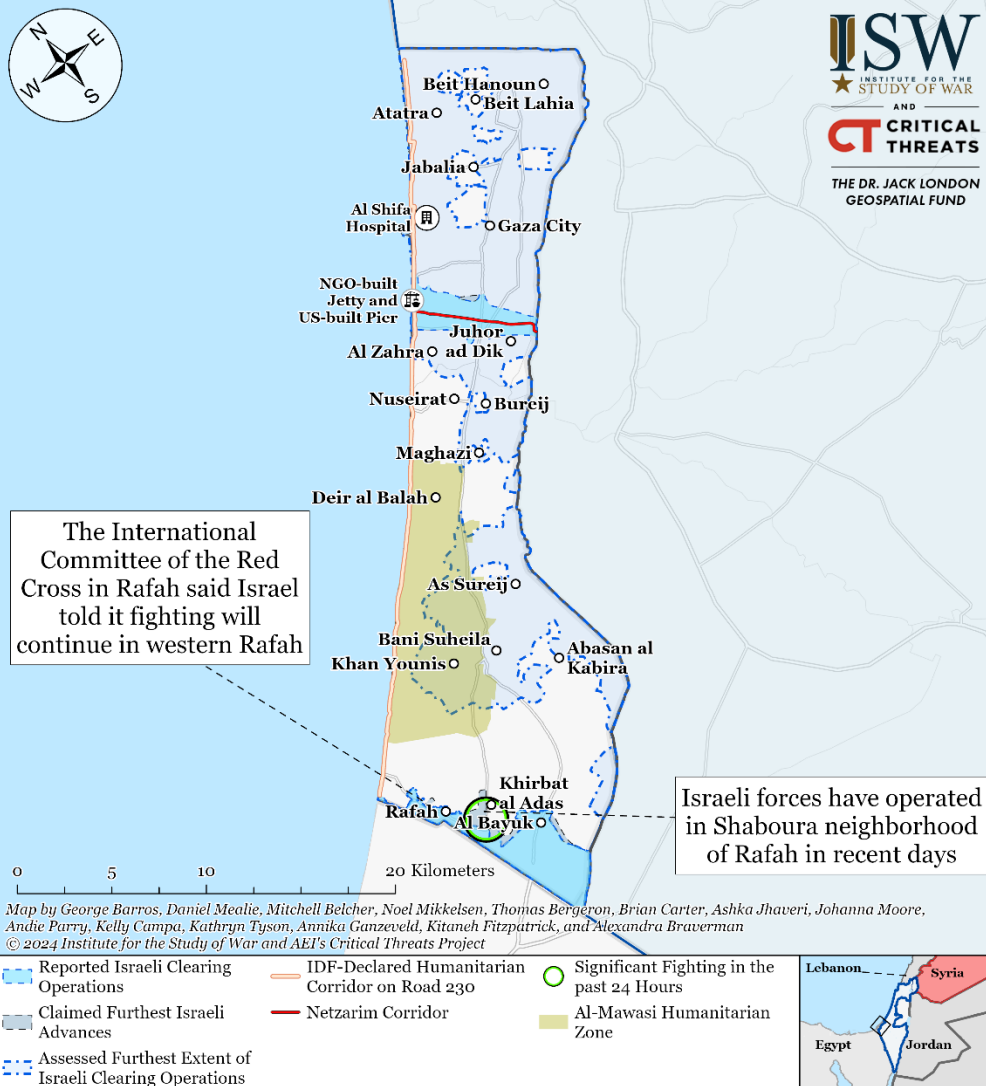 N
E
W
S
ISW
INSTITUTE FOR THE
STUDY OF WAR
AND
CT CRITICAL
THREATS
THE DR. JACK LONDON
GEOSPATIAL FUND
Beit Hanoun
Beit Lahia
Atatra
Jabalia
Al Shifa
Hospital
Gaza City
NGO-built
Jetty and
US-built Pier
Juhor
ad Dik
Al Zahra
Nuseirat
Bureij
Maghazi
Deir al Balah
The International
Committee of the Red
Cross in Rafah said Israel
told it fighting will
continue in western Rafah
As Sureij
Bani Suheila
Khan Younis
Abasan al
Kabira
Khirbat
al Adas
Rafah
Al Bayuk
Israeli forces have operated
in Shaboura neighborhood
of Rafah in recent days
0 5 10 20 Kilometers
Map by George Barros, Daniel Mealie, Mitchell Belcher, Noel Mikkelsen, Thomas Bergeron, Brian Carter, Ashka Jhaveri, Johanna Moore,
Andie Parry, Kelly Campa, Kathryn Tyson, Annika Ganzeveld, Kitaneh Fitzpatrick, and Alexandra Braverman
© 2024 Institute for the Study of War and AEI's Critical Threats Project
Reported Israeli Clearing
Operations
Claimed Furthest Israeli
Advances
Assessed Furthest Extent of
Israeli Clearing Operations
IDF-Declared Humanitarian
Corridor on Road 230
Netzarim Corridor
Significant Fighting in the
past 24 Hours
Al-Mawasi Humanitarian
Zone
Lebanon
Syria
Egypt
Jordan